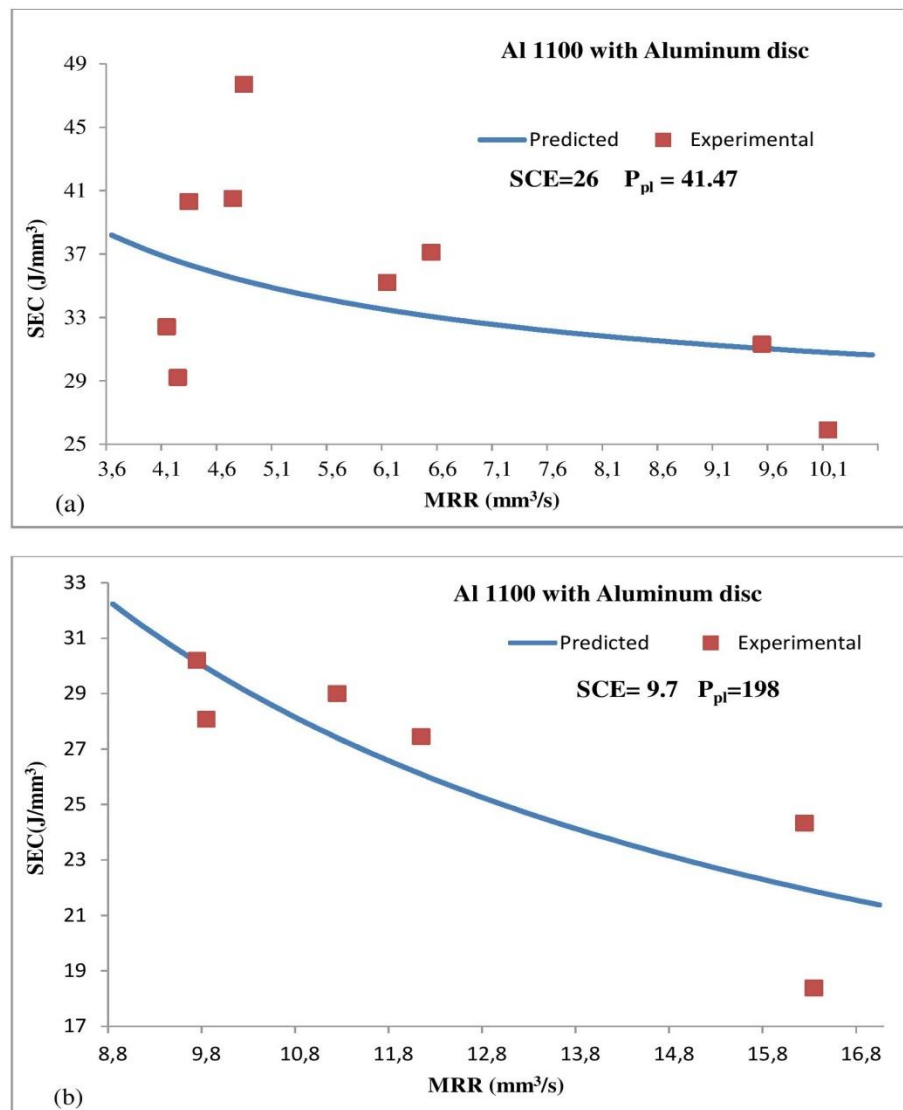 Al 1100 with Aluminum disc
49
45
41
37
33
29
25
SEC (J/mm³)
Predicted Experimental
SCE=26 Pₚₗ = 41.47
3,6 4,1 4,6 5,1 5,6 6,1 6,6 7,1 7,6 8,1 8,6 9,1 9,6 10,1
MRR (mm³/s)
(a)
Al 1100 with Aluminum disc
33
31
29
27
25
23
21
19
17
SEC(J/mm³)
Predicted Experimental
SCE= 9.7 Pₚₗ=198
8,8 9,8 10,8 11,8 12,8 13,8 14,8 15,8 16,8
MRR (mm³/s)
(b)